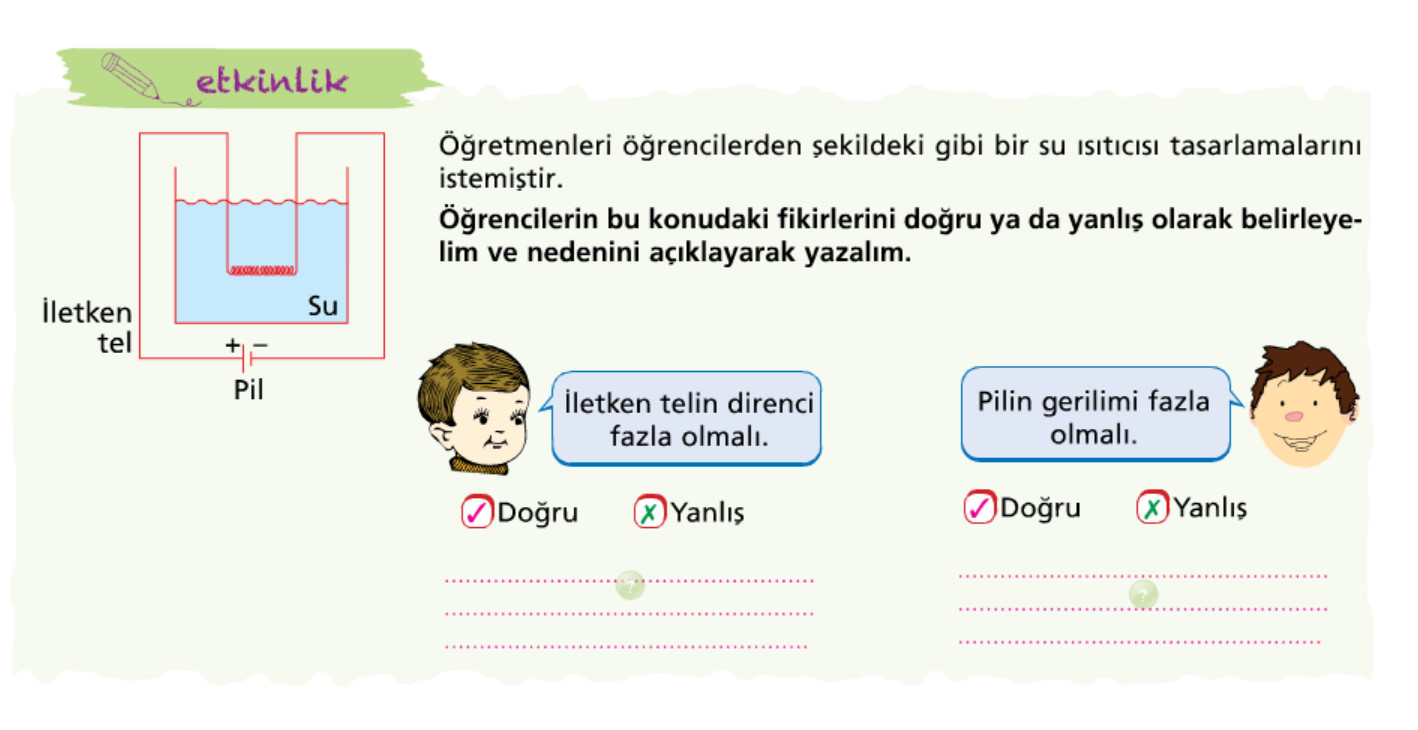 etkinlik
Öğretmenleri öğrencilerden şekildeki gibi bir su ısıtıcısı tasarlamalarını
istemiştir.
Öğrencilerin bu konudaki fikirlerini doğru ya da yanlış olarak belirleye-
lim ve nedenini açıklayarak yazalım.
İletken
tel
Su
+ −
Pil
İletken telin direnci
fazla olmalı.
✓ Doğru ✗ Yanlış
?
Pilin gerilimi fazla
olmalı.
✓ Doğru ✗ Yanlış
?